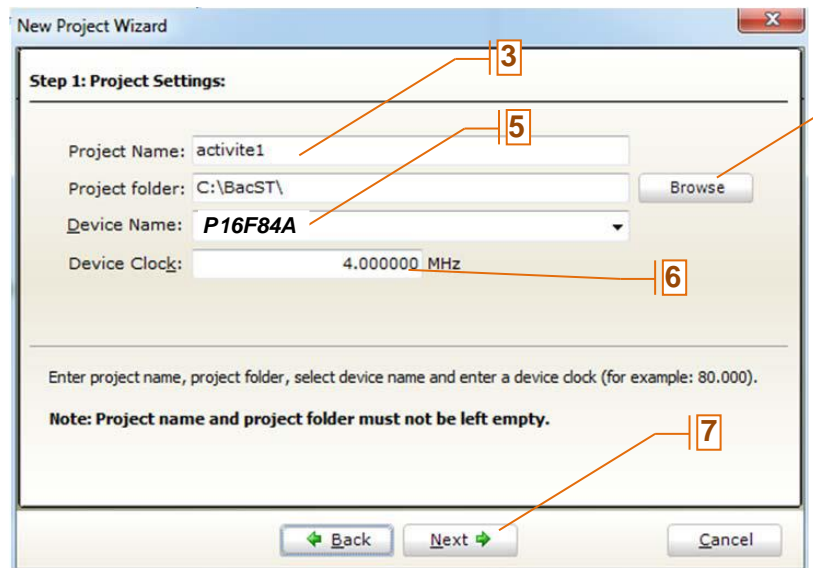 New Project Wizard
3
Step 1: Project Settings:
5
Project Name: activite1
Project folder: C:\BacST\ Browse
Device Name: P16F84A
Device Clock: 4.000000 MHz
6
Enter project name, project folder, select device name and enter a device clock (for example: 80.000).
Note: Project name and project folder must not be left empty.
7
Back Next Cancel